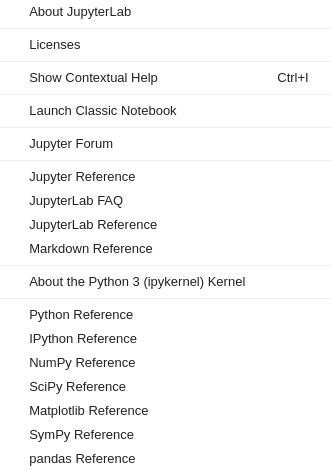 About JupyterLab
Licenses
Show Contextual Help Ctrl+I
Launch Classic Notebook
Jupyter Forum
Jupyter Reference
JupyterLab FAQ
JupyterLab Reference
Markdown Reference
About the Python 3 (ipykernel) Kernel
Python Reference
IPython Reference
NumPy Reference
SciPy Reference
Matplotlib Reference
SymPy Reference
pandas Reference